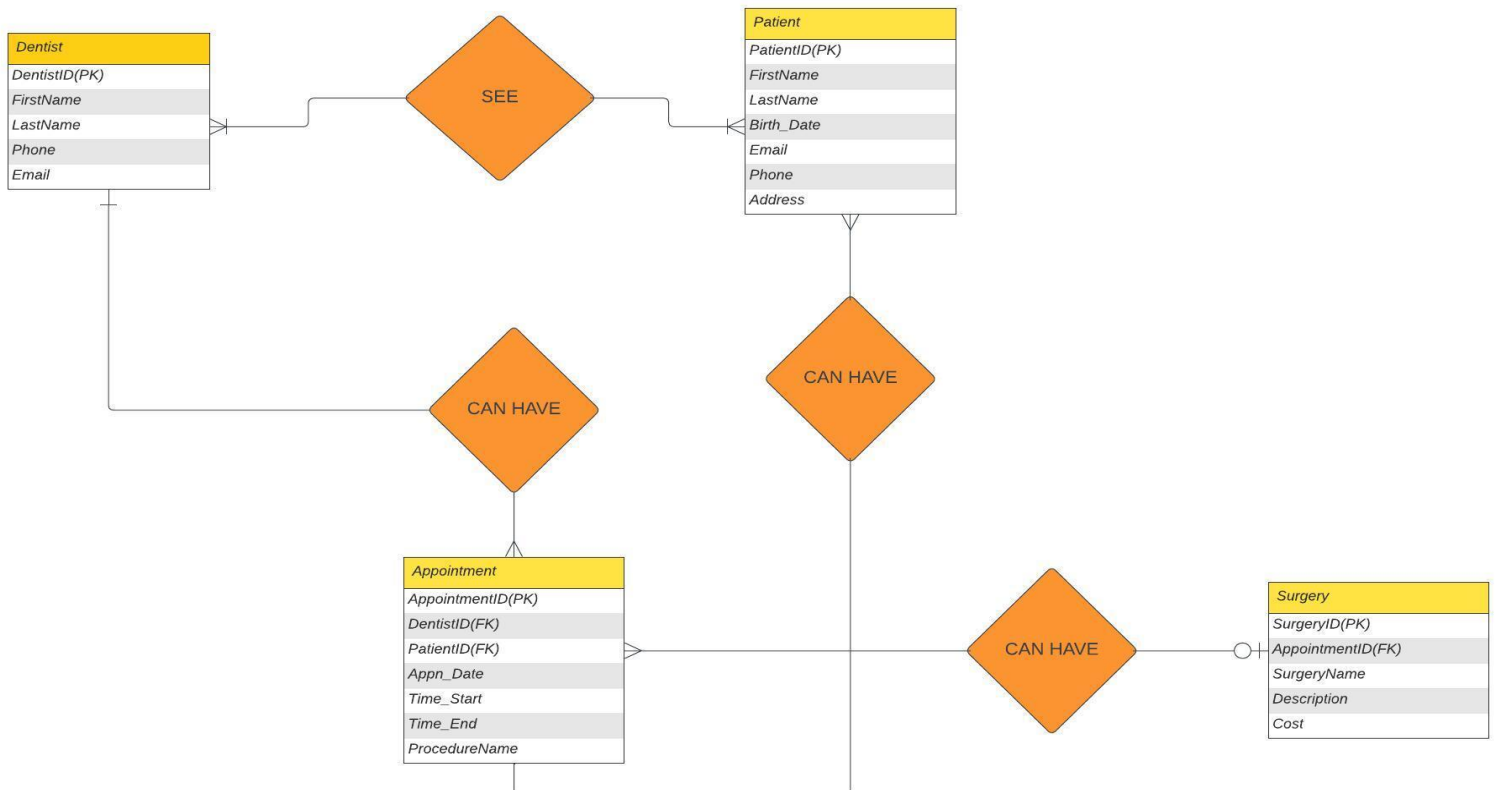 Dentist
DentistID(PK)
FirstName
LastName
Phone
Email
SEE
Patient
PatientID(PK)
FirstName
LastName
Birth_Date
Email
Phone
Address
CAN HAVE
CAN HAVE
Appointment
AppointmentID(PK)
DentistID(FK)
PatientID(FK)
Appn_Date
Time_Start
Time_End
ProcedureName
CAN HAVE
Surgery
SurgeryID(PK)
AppointmentID(FK)
SurgeryName
Description
Cost